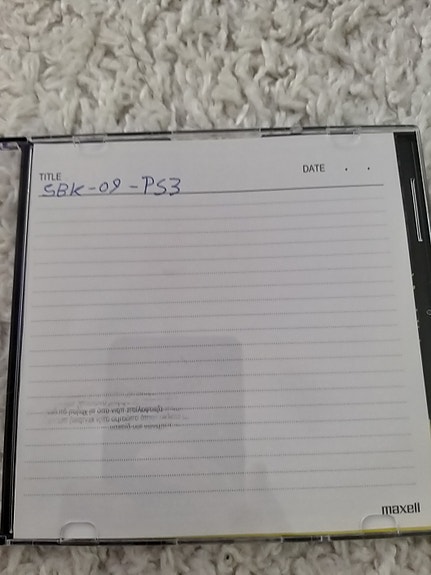 TITLE
DATE . .
SBK-09-PS3
maxell